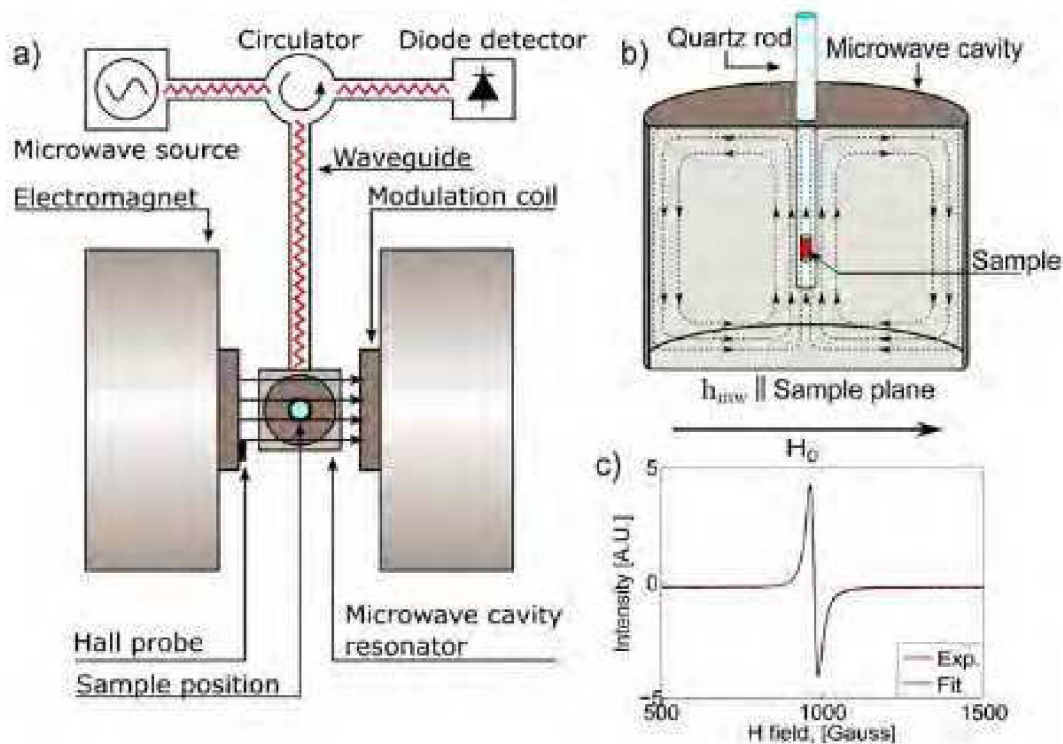 a)
Circulator
Diode detector
Microwave source
Waveguide
Electromagnet
Modulation coil
Hall probe
Sample position
Microwave cavity
resonator
b)
Quartz rod
Microwave cavity
Sample
hmw || Sample plane
H0
c)
5
0
−5
Intensity [A.U.]
Exp.
Fit
500
1000
1500
H field, [Gauss]